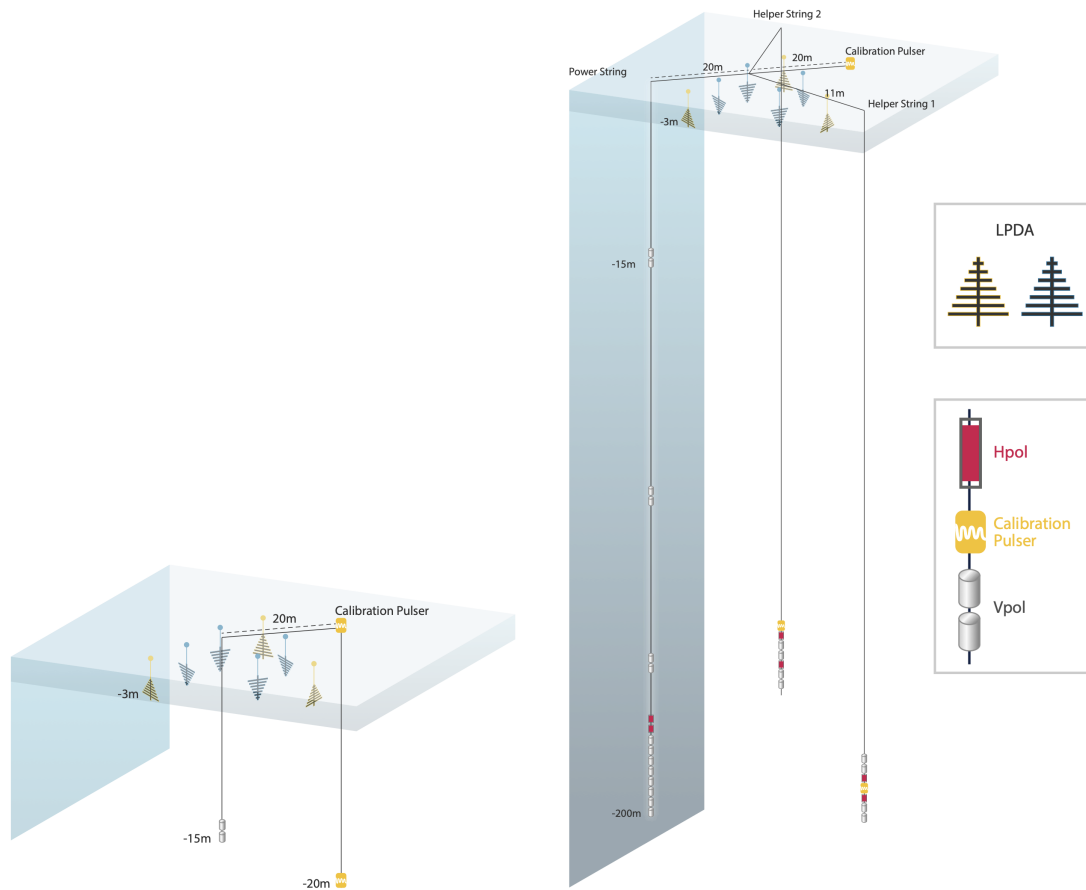 Calibration Pulser
20m
-3m
-15m
-20m
Helper String 2
Calibration Pulser
20m
20m
Power String
11m
Helper String 1
-3m
-15m
-200m
LPDA
Hpol
Calibration
Pulser
Vpol